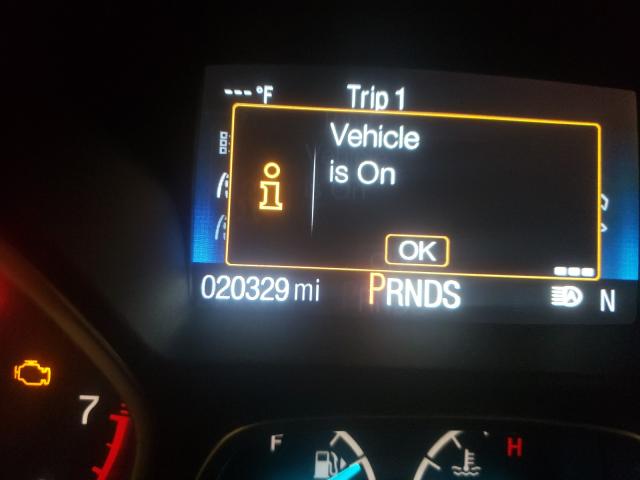 ---°F Trip 1
Vehicle
is On
OK
020329 mi PRNDS N
7
F H